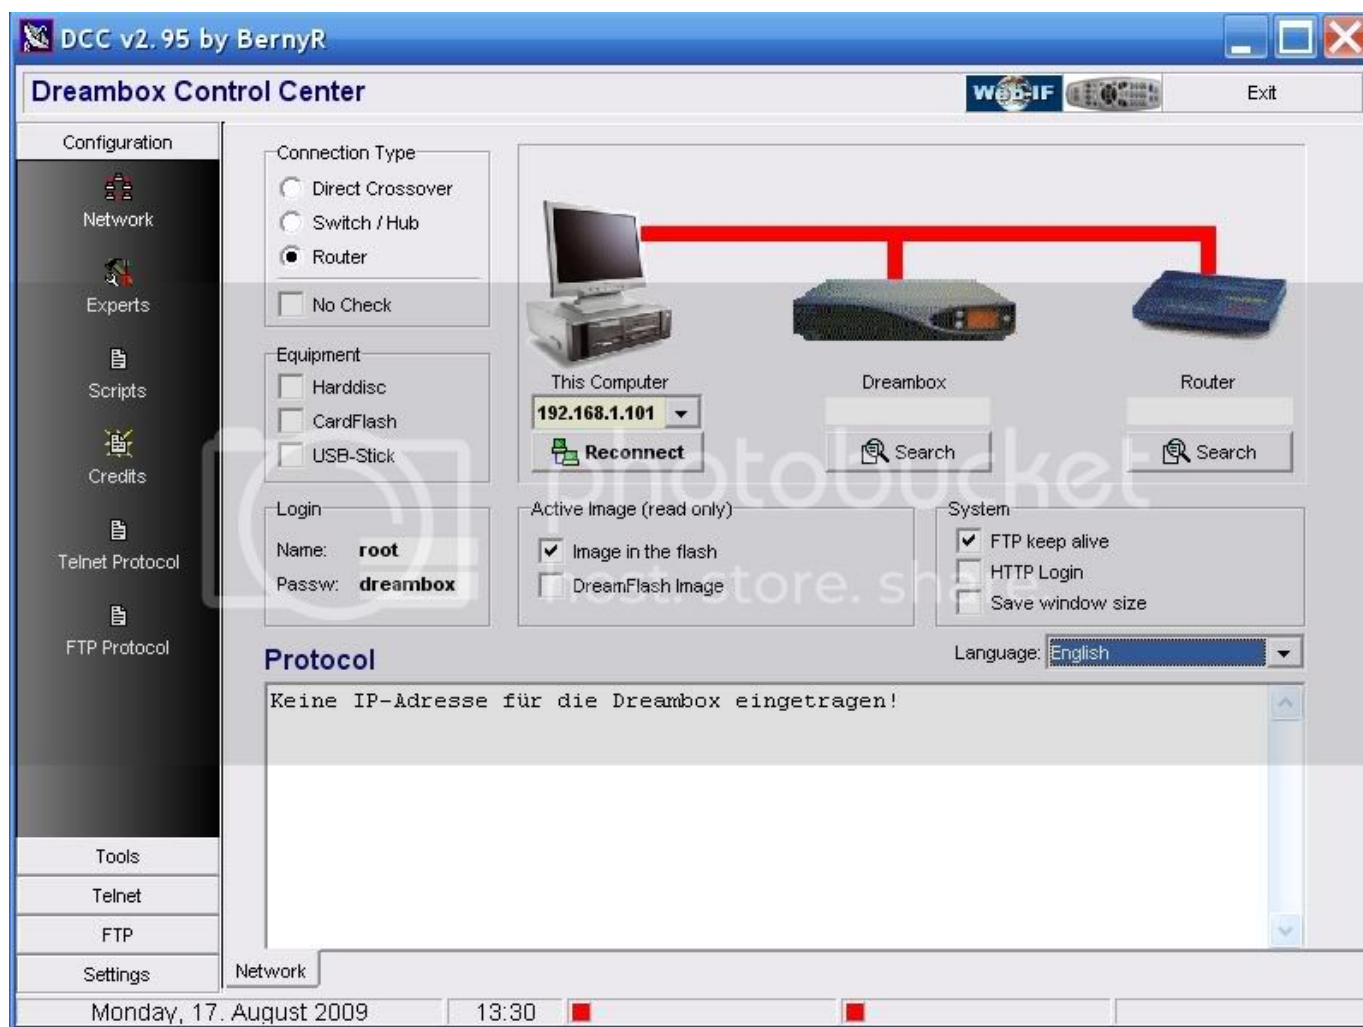 DCC v2.95 by BernyR
Dreambox Control Center
Web-IF
Exit
Configuration
Network
Experts
Scripts
Credits
Telnet Protocol
FTP Protocol
Tools
Telnet
FTP
Settings
Connection Type
Direct Crossover
Switch / Hub
Router
No Check
Equipment
Harddisc
CardFlash
USB-Stick
This Computer
192.168.1.101
Reconnect
Dreambox
Search
Router
Search
Login
Name: root
Passw: dreambox
Active Image (read only)
Image in the flash
DreamFlash Image
System
FTP keep alive
HTTP Login
Save window size
photobucket
host. store. share.
Protocol
Language: English
Keine IP-Adresse für die Dreambox eingetragen!
Network
Monday, 17. August 2009 13:30